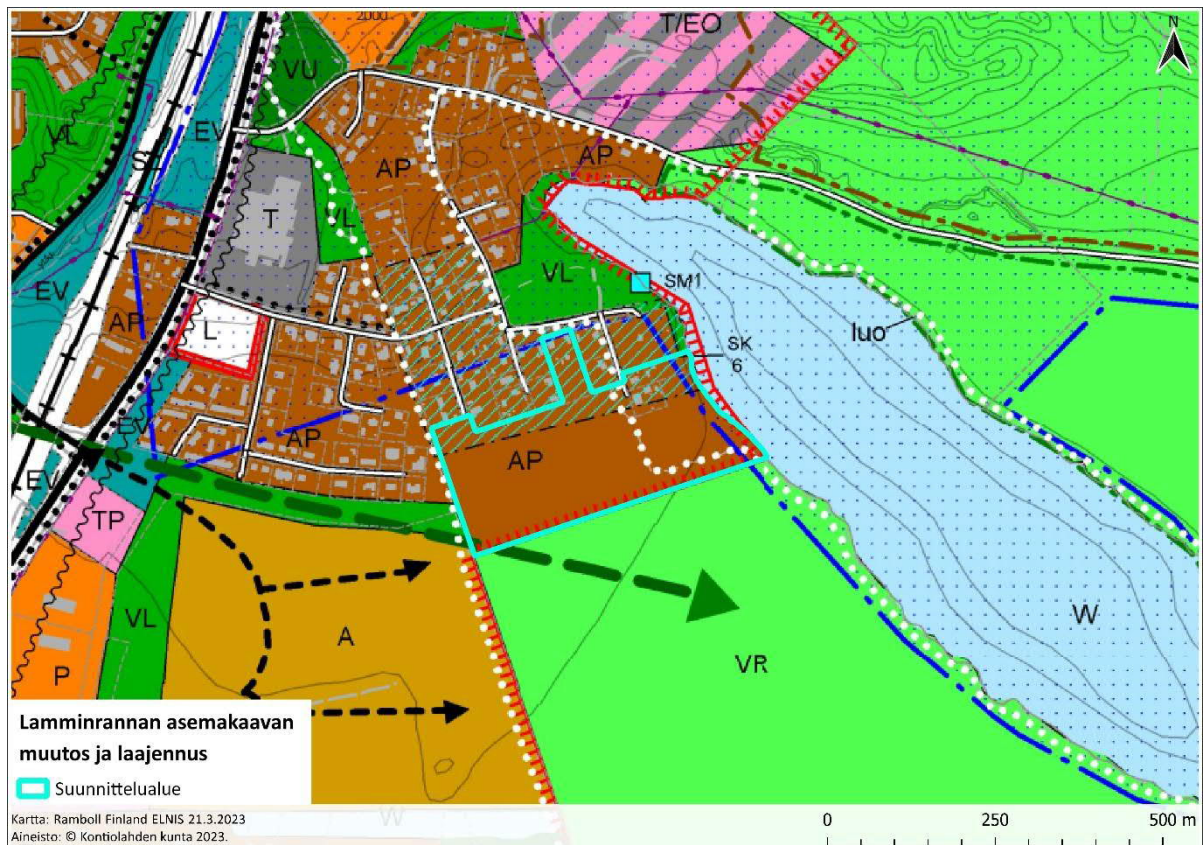 2000
T/EO
N
VU
VL
EV
ST
AP
AP
T
VL
VL
SM1
EV
AP
L
luo
SK
6
EV
AP
AP
EV
TP
VL
A
VR
W
P
Lamminrannan asemakaavan
muutos ja laajennus
Suunnittelualue
W
Kartta: Ramboll Finland ELNIS 21.3.2023
Aineisto: © Kontiolahden kunta 2023.
0 250 500 m